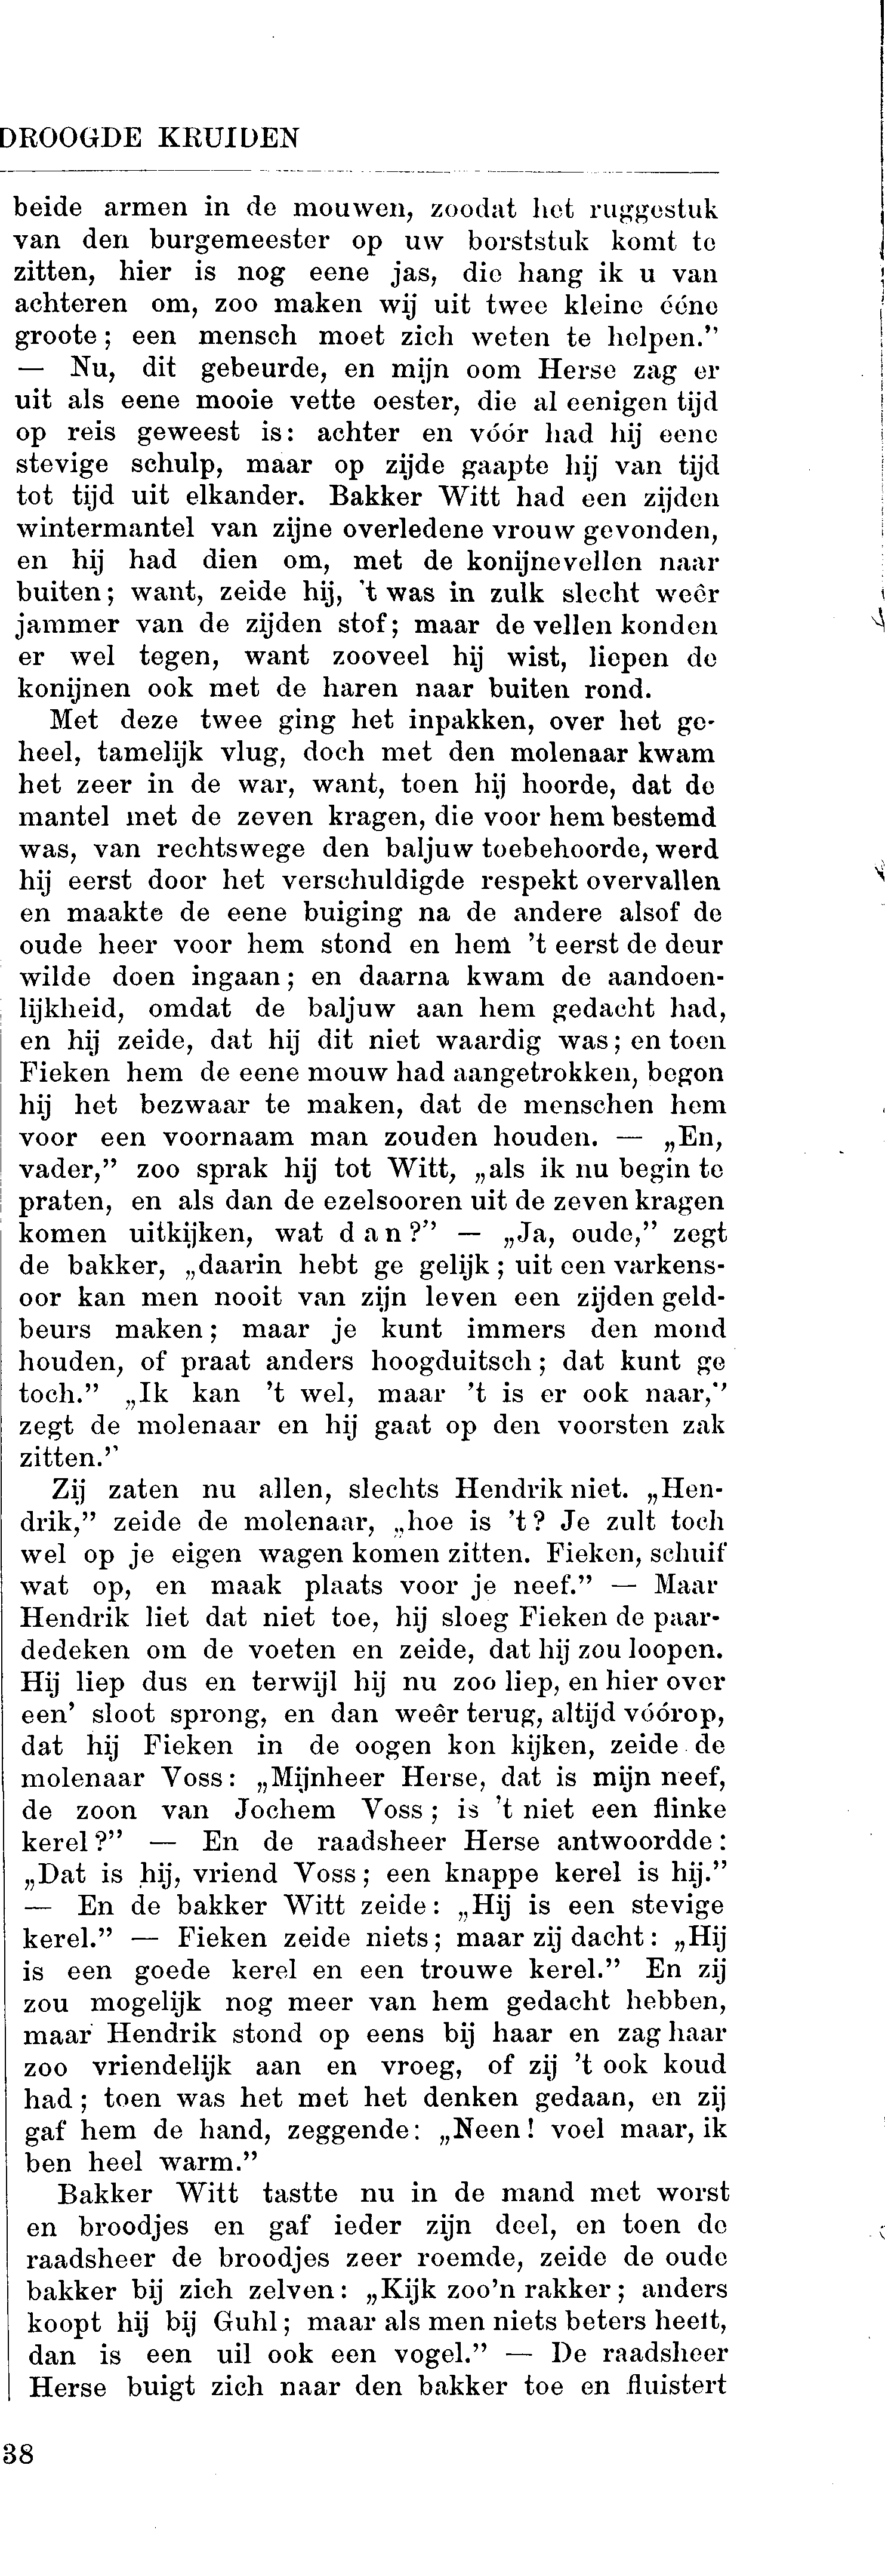 DROOGDE KRUIDEN
beide armen in de mouwen, zoodat het ruggestuk
van den burgemeester op uw borststuk komt te
zitten, hier is nog eene jas, die hang ik u van
achteren om, zoo maken wij uit twee kleine ééne
groote; een mensch moet zich weten te helpen.”
— Nu, dit gebeurde, en mijn oom Herse zag er
uit als eene mooie vette oester, die al eenigen tijd
op reis geweest is: achter en vóór had hij eene
stevige schulp, maar op zijde gaapte hij van tijd
tot tijd uit elkander. Bakker Witt had een zijden
wintermantel van zijne overledene vrouw gevonden,
en hij had dien om, met de konijnevellen naar
buiten; want, zeide hij, 't was in zulk slecht weêr
jammer van de zijden stof; maar de vellen konden
er wel tegen, want zooveel hij wist, liepen de
konijnen ook met de haren naar buiten rond.
Met deze twee ging het inpakken, over het ge-
heel, tamelijk vlug, doch met den molenaar kwam
het zeer in de war, want, toen hij hoorde, dat de
mantel met de zeven kragen, die voor hem bestemd
was, van rechtswege den baljuw toebehoorde, werd
hij eerst door het verschuldigde respekt overvallen
en maakte de eene buiging na de andere alsof de
oude heer voor hem stond en hem 't eerst de deur
wilde doen ingaan; en daarna kwam de aandoen-
lijkheid, omdat de baljuw aan hem gedacht had,
en hij zeide, dat hij dit niet waardig was; en toen
Fieken hem de eene mouw had aangetrokken, begon
hij het bezwaar te maken, dat de menschen hem
voor een voornaam man zouden houden. — „En,
vader,” zoo sprak hij tot Witt, „als ik nu begin te
praten, en als dan de ezelsooren uit de zeven kragen
komen uitkijken, wat dan?” — „Ja, oude,” zegt
de bakker, „daarin hebt ge gelijk; uit een varkens-
oor kan men nooit van zijn leven een zijden geld-
beurs maken; maar je kunt immers den mond
houden, of praat anders hoogduitsch; dat kunt ge
toch.” „Ik kan 't wel, maar 't is er ook naar,”
zegt de molenaar en hij gaat op den voorsten zak
zitten.”
Zij zaten nu allen, slechts Hendrik niet. „Hen-
drik,” zeide de molenaar, „hoe is 't? Je zult toch
wel op je eigen wagen komen zitten. Fieken, schuif
wat op, en maak plaats voor je neef.” — Maar
Hendrik liet dat niet toe, hij sloeg Fieken de paar-
dedeken om de voeten en zeide, dat hij zou loopen.
Hij liep dus en terwijl hij nu zoo liep, en hier over
een' sloot sprong, en dan weêr terug, altijd vóórop,
dat hij Fieken in de oogen kon kijken, zeide de
molenaar Voss: „Mijnheer Herse, dat is mijn neef,
de zoon van Jochem Voss; is 't niet een flinke
kerel?” — En de raadsheer Herse antwoordde:
„Dat is hij, vriend Voss; een knappe kerel is hij.”
— En de bakker Witt zeide: „Hij is een stevige
kerel.” — Fieken zeide niets; maar zij dacht: „Hij
is een goede kerel en een trouwe kerel.” En zij
zou mogelijk nog meer van hem gedacht hebben,
maar Hendrik stond op eens bij haar en zag haar
zoo vriendelijk aan en vroeg, of zij 't ook koud
had; toen was het met het denken gedaan, en zij
gaf hem de hand, zeggende: „Neen! voel maar, ik
ben heel warm.”
Bakker Witt tastte nu in de mand met worst
en broodjes en gaf ieder zijn deel, en toen de
raadsheer de broodjes zeer roemde, zeide de oude
bakker bij zich zelven: „Kijk zoo'n rakker; anders
koopt hij bij Guhl; maar als men niets beters heeft,
dan is een uil ook een vogel.” — De raadsheer
Herse buigt zich naar den bakker toe en fluistert
38